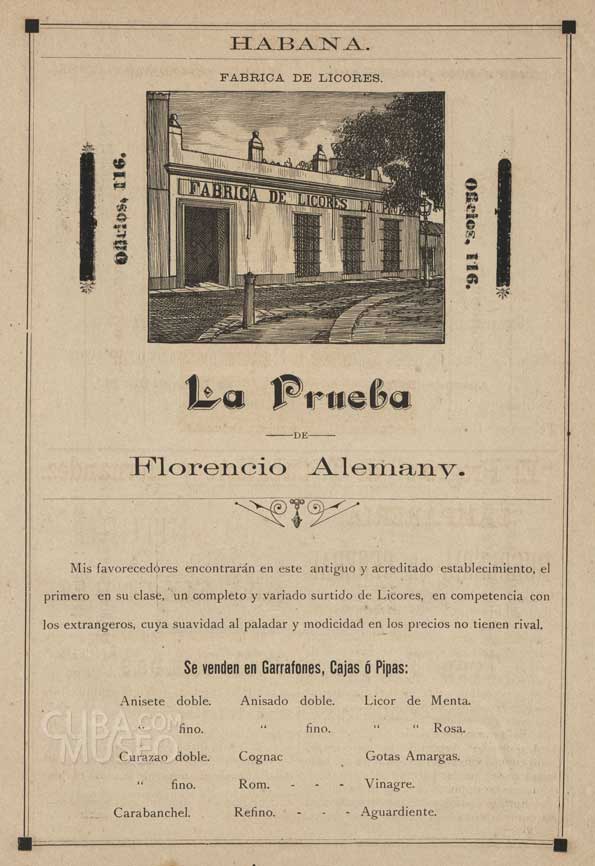 HABANA.
FABRICA DE LICORES.
FABRICA DE LICORES LA
Oficios, 116.
Oficios, 116.
La Prueba
DE
Florencio Alemany.
Mis favorecedores encontrarán en este antiguo y acreditado establecimiento, el
primero en su clase, un completo y variado surtido de Licores, en competencia con
los extrangeros, cuya suavidad al paladar y modicidad en los precios no tienen rival.
Se venden en Garrafones, Cajas ó Pipas:
Anisete doble. Anisado doble. Licor de Menta.
“ fino. “ fino. “ “ Rosa.
Curazao doble. Cognac Gotas Amargas.
“ fino. Rom. - - - Vinagre.
Carabanchel. Refino. - - - Aguardiente.
CUBA.COM
MUSEO